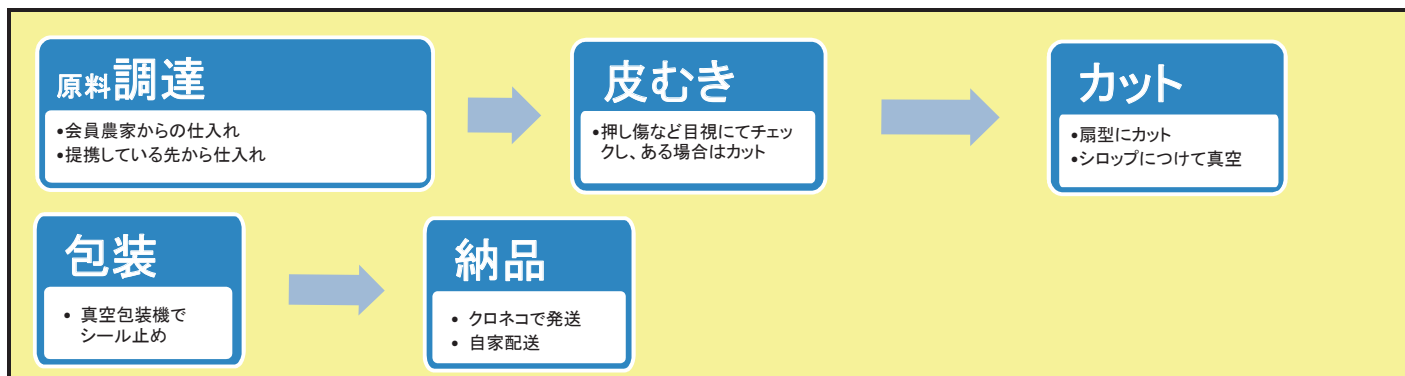 原料調達
•会員農家からの仕入れ
•提携している先から仕入れ
皮むき
•押し傷など目視にてチェッ
クし、ある場合はカット
カット
•扇型にカット
•シロップにつけて真空
包装
• 真空包装機で
シール止め
納品
• クロネコで発送
• 自家配送